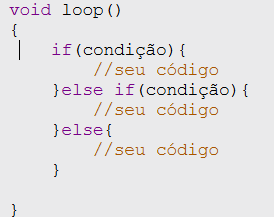 void loop()
{
if(condição){
//seu código
}else if(condição){
//seu código
}else{
//seu código
}
}